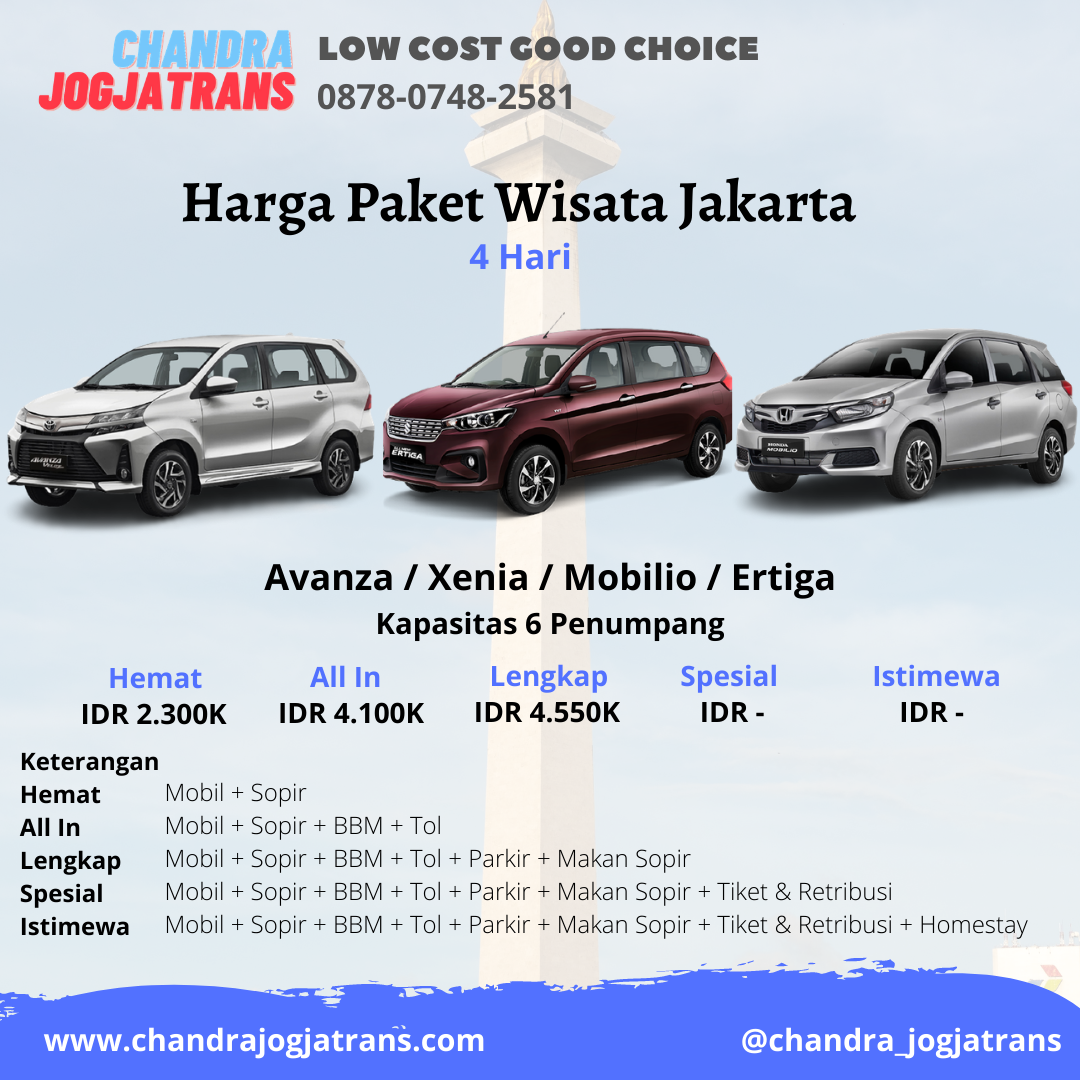 CHANDRA
JOGJATRANS
LOW COST GOOD CHOICE
0878-0748-2581
Harga Paket Wisata Jakarta
4 Hari
AVANZA
ERTIGA
HONDA
MOBILIO
Avanza / Xenia / Mobilio / Ertiga
Kapasitas 6 Penumpang
Hemat All In Lengkap Spesial Istimewa
IDR 2.300K IDR 4.100K IDR 4.550K IDR - IDR -
Keterangan
Hemat Mobil + Sopir
All In Mobil + Sopir + BBM + Tol
Lengkap Mobil + Sopir + BBM + Tol + Parkir + Makan Sopir
Spesial Mobil + Sopir + BBM + Tol + Parkir + Makan Sopir + Tiket & Retribusi
Istimewa Mobil + Sopir + BBM + Tol + Parkir + Makan Sopir + Tiket & Retribusi + Homestay
www.chandrajogjatrans.com
@chandra_jogjatrans